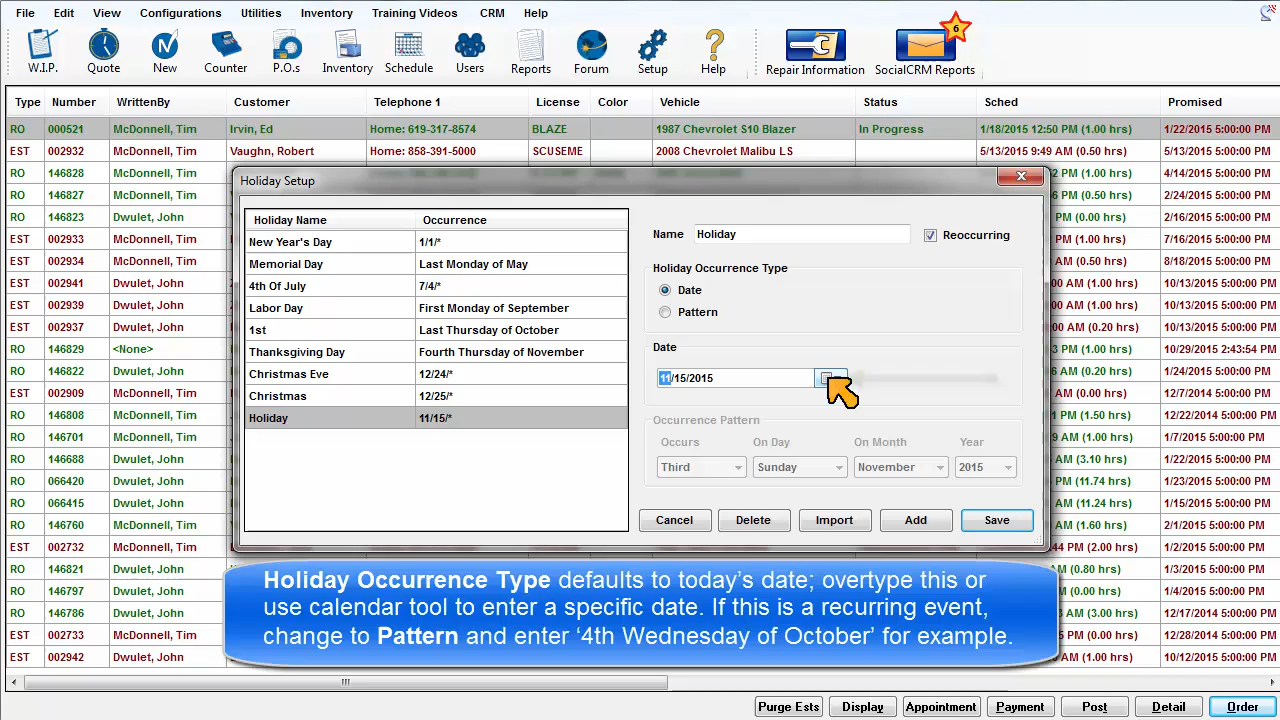 File Edit View Configurations Utilities Inventory Training Videos CRM Help
6
W.I.P. Quote New Counter P.O.s Inventory Schedule Users Reports Forum Setup Help Repair Information SocialCRM Reports
Type Number WrittenBy Customer Telephone 1 License Color Vehicle Status Sched Promised
RO 000521 McDonnell, Tim Irvin, Ed Home: 619-317-8574 BLAZE 1987 Chevrolet S10 Blazer In Progress 1/18/2015 12:50 PM (1.00 hrs) 1/22/2015 5:00:00 PM
EST 002932 McDonnell, Tim Vaughn, Robert Home: 858-391-5000 SCUSEME 2008 Chevrolet Malibu LS 5/13/2015 9:49 AM (0.50 hrs) 5/13/2015 5:00:00 PM
RO 146828 McDonnell, Tim PM (1.00 hrs) 4/14/2015 5:00:00 PM
RO 146827 McDonnell, Tim PM (0.50 hrs) 2/24/2015 5:00:00 PM
RO 146823 Dwulet, John PM (0.00 hrs) 2/16/2015 5:00:00 PM
EST 002933 McDonnell, Tim PM (0.00 hrs) 7/16/2015 5:00:00 PM
EST 002934 McDonnell, Tim PM (0.50 hrs) 8/18/2015 5:00:00 PM
EST 002941 Dwulet, John AM (1.00 hrs) 10/13/2015 5:00:00 PM
EST 002939 Dwulet, John AM (0.10 hrs) 10/13/2015 5:00:00 PM
EST 002937 Dwulet, John AM (0.20 hrs) 10/13/2015 5:00:00 PM
RO 146829 <None> PM (1.00 hrs) 10/29/2015 2:43:54 PM
RO 146822 Dwulet, John AM (0.20 hrs) 1/23/2015 5:00:00 PM
EST 002906 Dwulet, John AM (0.00 hrs) 12/7/2014 5:00:00 PM
RO 146808 McDonnell, Tim PM (1.50 hrs) 12/22/2014 5:00:00 PM
RO 146701 McDonnell, Tim AM (1.00 hrs) 1/9/2015 5:00:00 PM
RO 146688 Dwulet, John AM (3.10 hrs) 1/22/2015 5:00:00 PM
RO 066420 Dwulet, John PM (11.74 hrs) 1/23/2015 5:00:00 PM
RO 066415 Dwulet, John AM (11.24 hrs) 1/15/2015 5:00:00 PM
RO 146760 McDonnell, Tim AM (1.60 hrs) 2/1/2015 5:00:00 PM
EST 002732 McDonnell, Tim PM (2.00 hrs) 12/8/2014 5:00:00 PM
RO 146821 Dwulet, John AM (0.80 hrs) 1/30/2015 5:00:00 PM
RO 146797 Dwulet, John AM (0.00 hrs) 1/4/2015 5:00:00 PM
RO 146786 Dwulet, John AM (3.00 hrs) 12/17/2014 5:00:00 PM
EST 002733 McDonnell, Tim PM (2.00 hrs) 12/28/2014 5:00:00 PM
EST 002942 Dwulet, John AM (0.10 hrs) 10/12/2015 5:00:00 PM
Holiday Setup
Holiday Name Occurrence
New Year's Day 1/1/*
Memorial Day Last Monday of May
4th Of July 7/4/*
Labor Day First Monday of September
1st Last Thursday of October
Thanksgiving Day Fourth Thursday of November
Christmas Eve 12/24/*
Christmas 12/25/*
Holiday 11/15/*
Name Holiday Reoccurring
Holiday Occurrence Type
Date
Pattern
Date
11/15/2015
Occurrence Pattern
Occurs On Day On Month Year
Third Sunday November 2015
Cancel Delete Import Add Save
Holiday Occurrence Type defaults to today's date; overtype this or
use calendar tool to enter a specific date. If this is a recurring event,
change to Pattern and enter ‘4th Wednesday of October’ for example.
Purge Ests Display Appointment Payment Post Detail Order